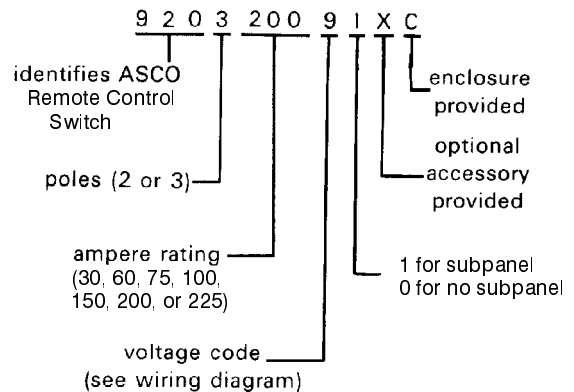 9 2 0 3 2 0 0 9 1 X C
identifies ASCO
Remote Control
Switch
enclosure
provided
poles (2 or 3)
optional
accessory
provided
ampere rating
(30, 60, 75, 100,
150, 200, or 225)
1 for subpanel
0 for no subpanel
voltage code
(see wiring diagram)